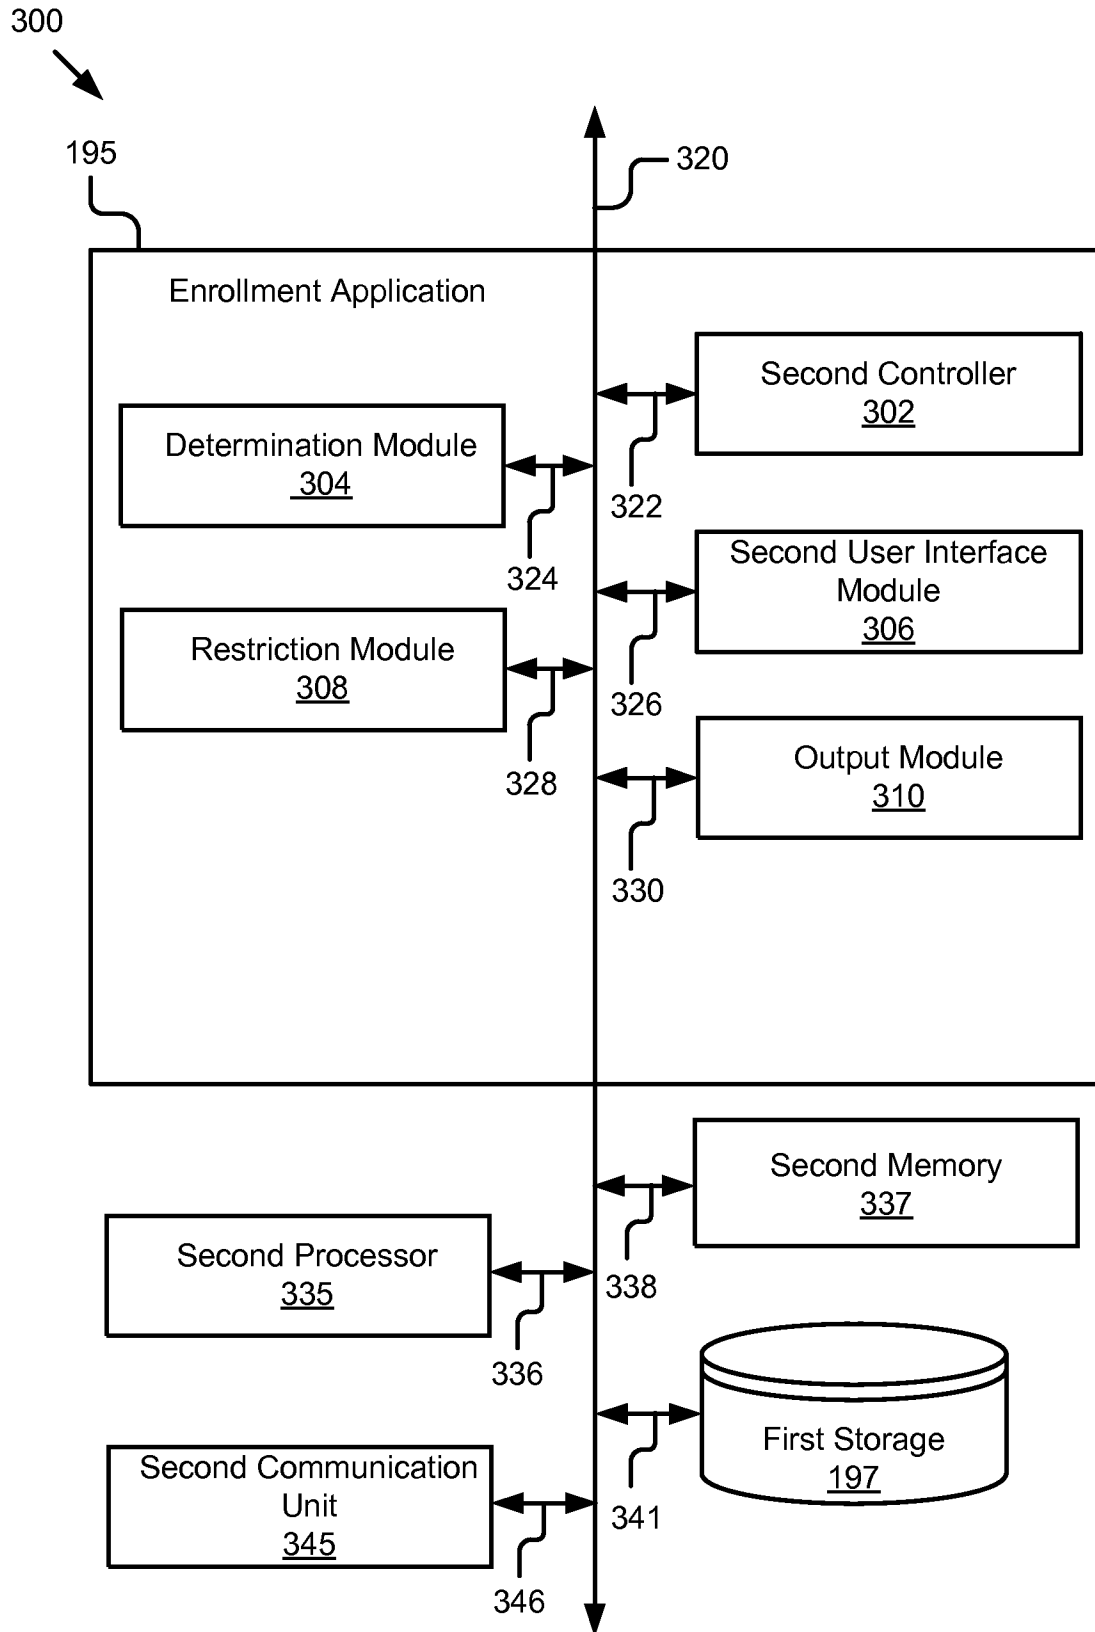 300
195
320
Enrollment Application
Second Controller
302
322
Determination Module
304
324
Second User Interface
Module
306
326
Restriction Module
308
328
Output Module
310
330
Second Memory
337
338
Second Processor
335
336
First Storage
197
341
Second Communication
Unit
345
346